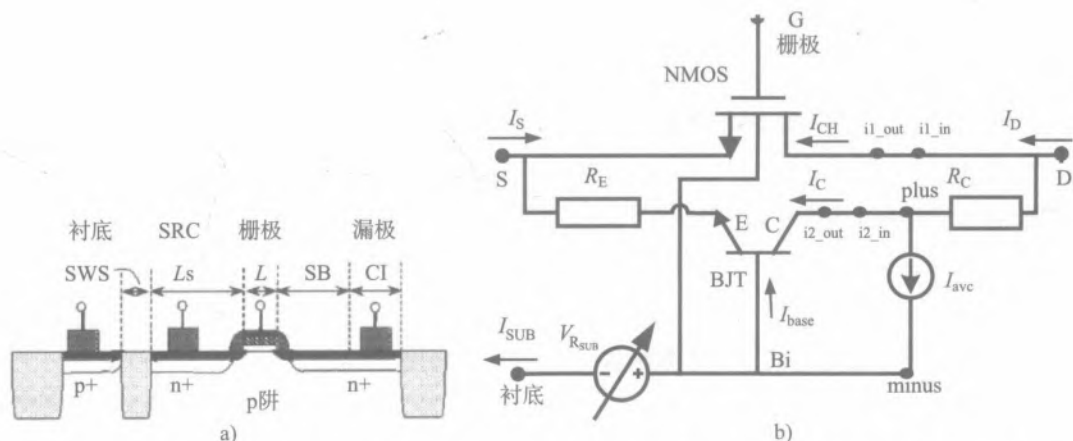 衬底 SRC 栅极 漏极
SWS Ls L SB CI
p+ n+ n+
p阱
a)
G
栅极
NMOS
I_S I_CH i1_out i1_in I_D
S D
R_E I_C plus R_C
E C i2_out i2_in
BJT I_avc
I_base
I_SUB V_R_SUB
Bi
- +
衬底 minus
b)